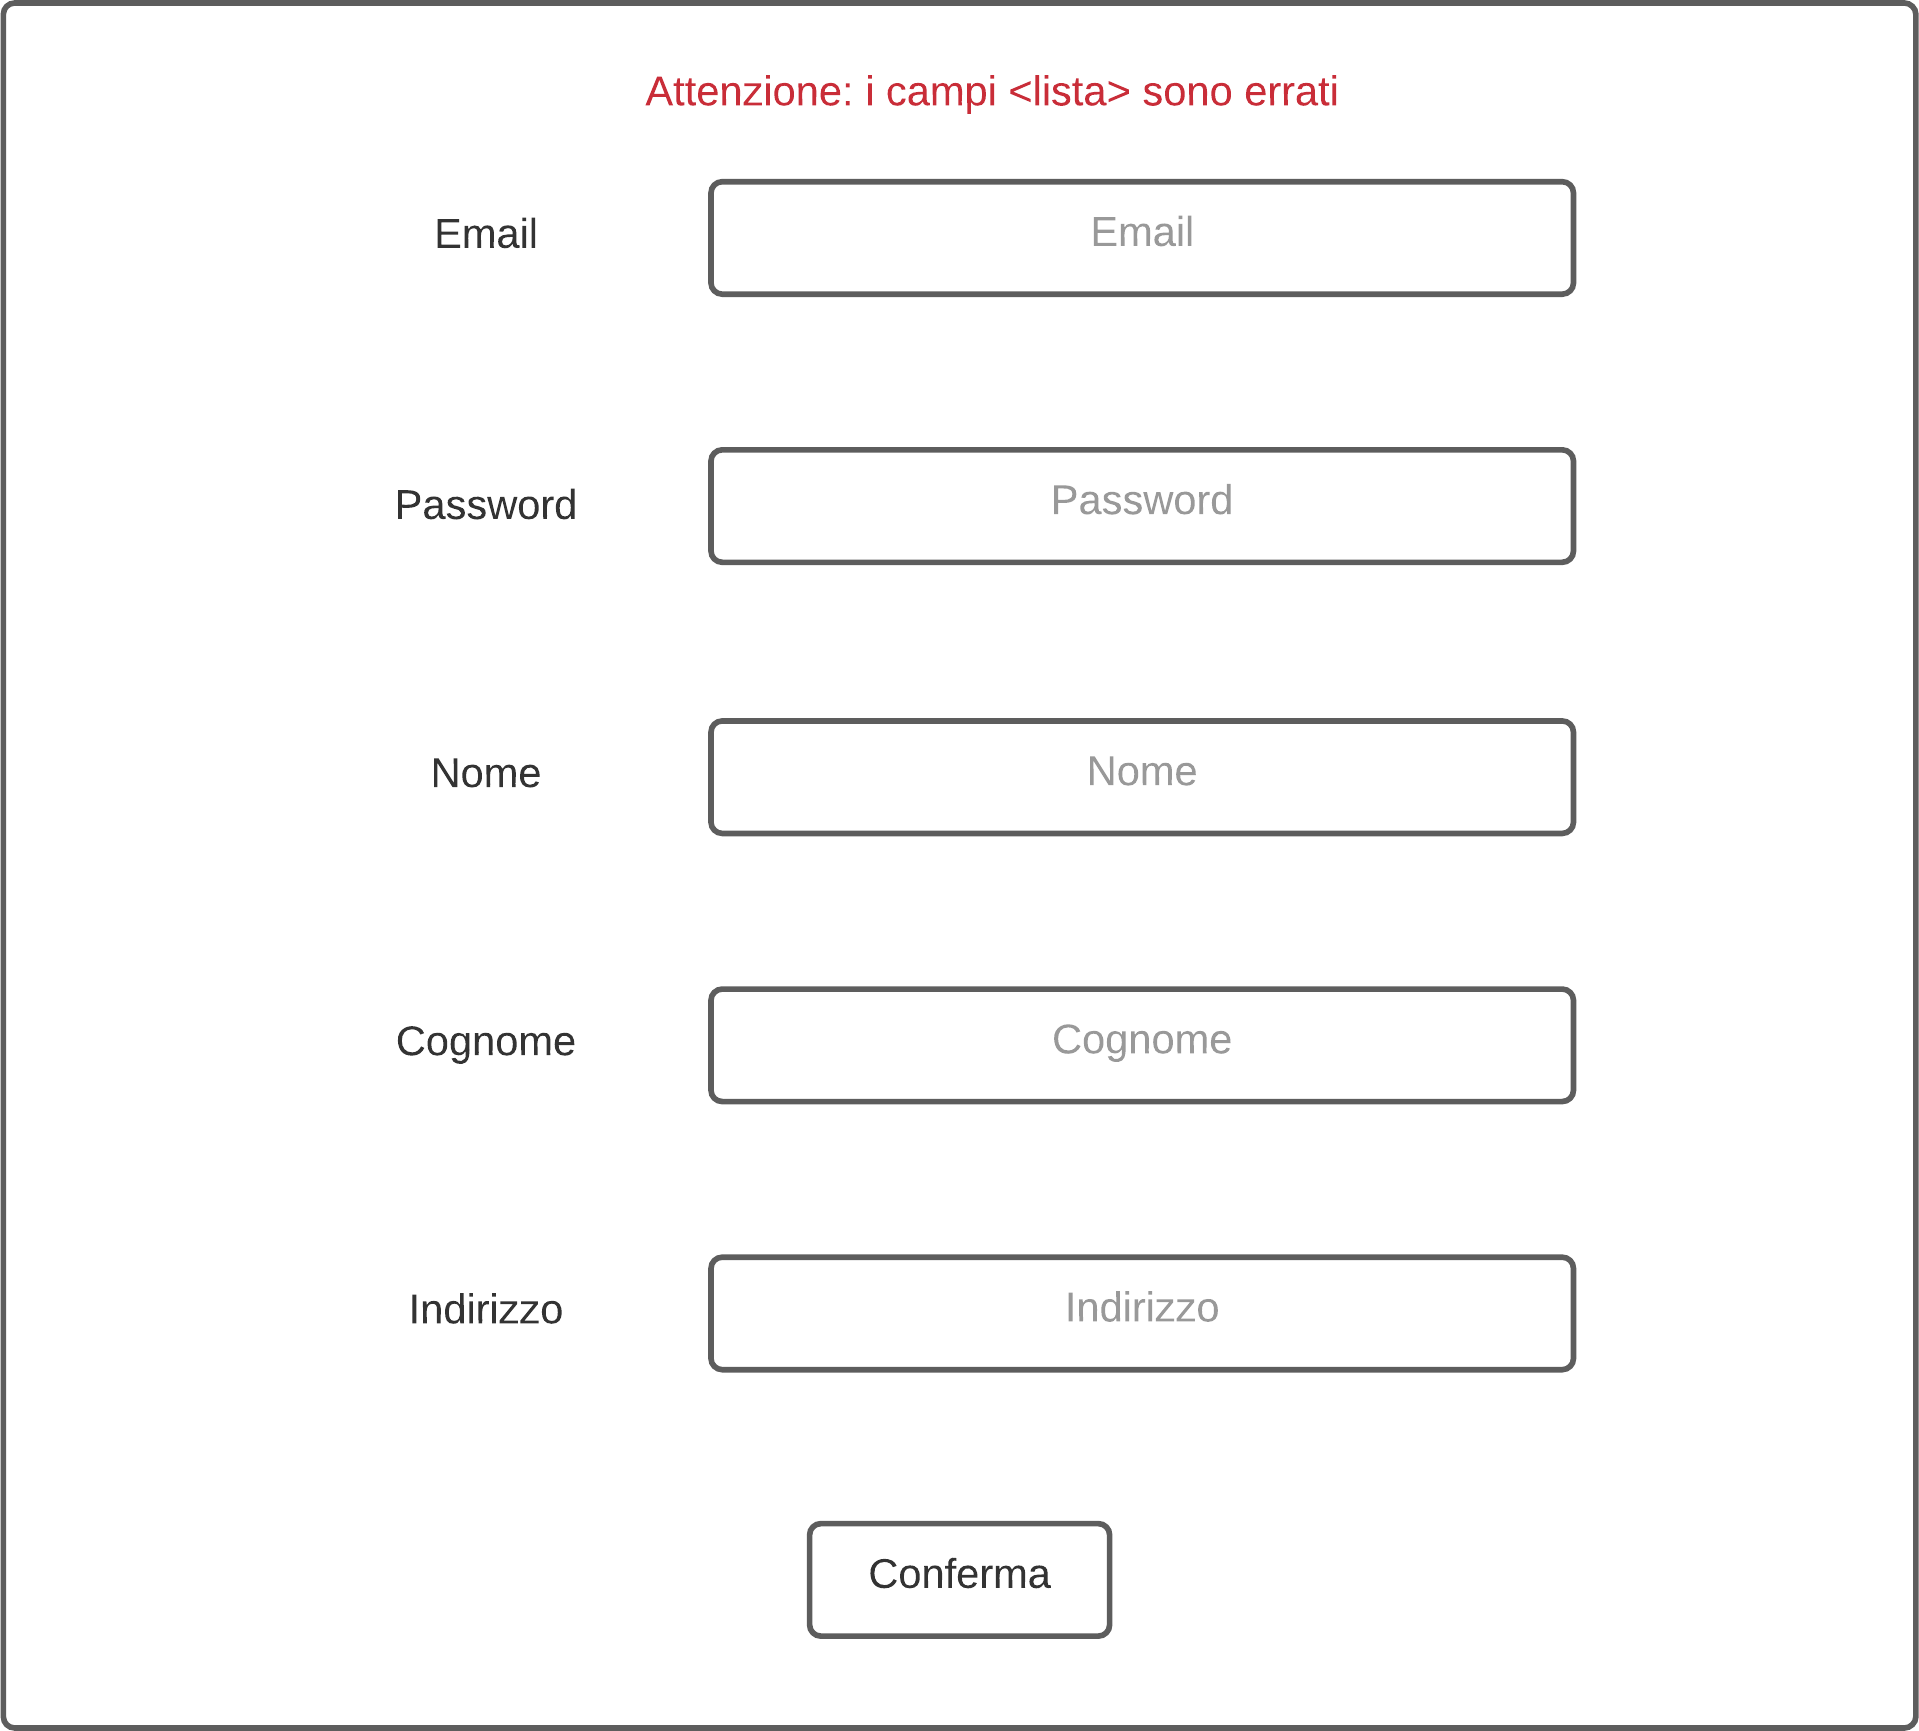 Attenzione: i campi <lista> sono errati
Email
Email
Password
Password
Nome
Nome
Cognome
Cognome
Indirizzo
Indirizzo
Conferma